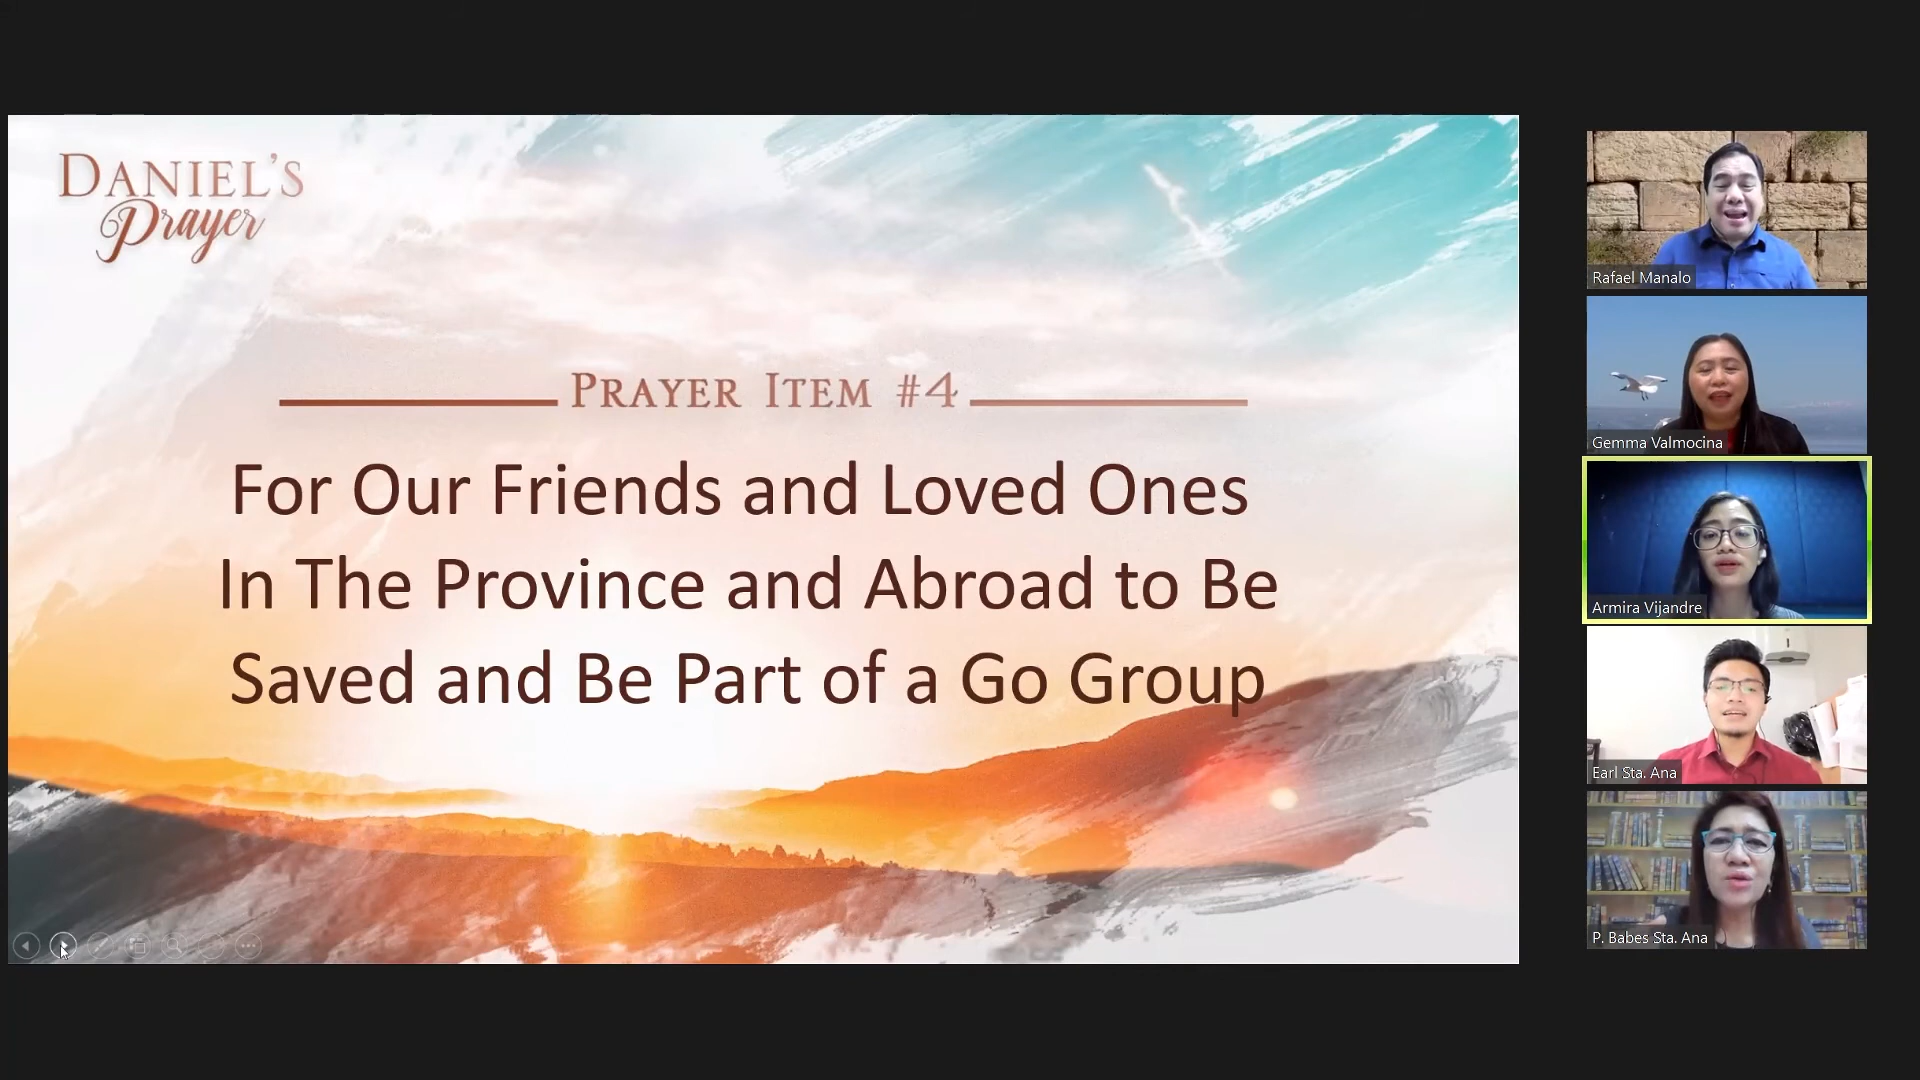 DANIEL'S
Prayer
PRAYER ITEM #4
For Our Friends and Loved Ones
In The Province and Abroad to Be
Saved and Be Part of a Go Group
Rafael Manalo
Gemma Valmocina
Armira Vijandre
Earl Sta. Ana
P. Babes Sta. Ana